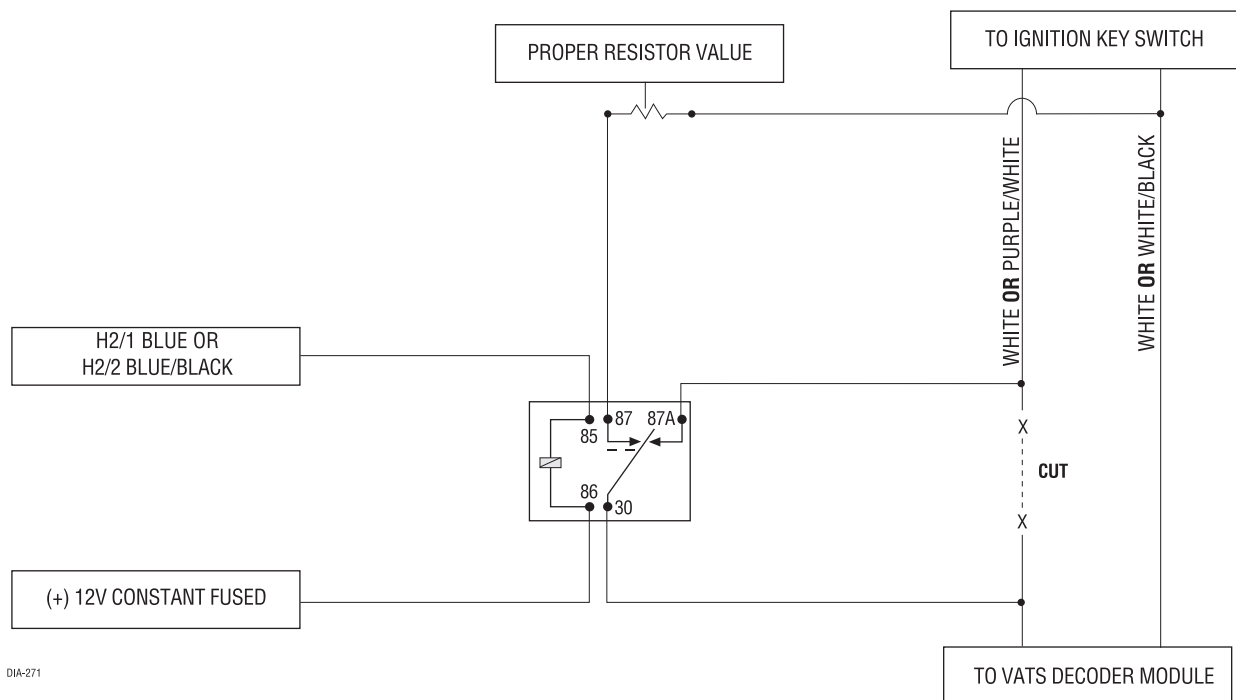 PROPER RESISTOR VALUE
TO IGNITION KEY SWITCH
WHITE OR PURPLE/WHITE
WHITE OR WHITE/BLACK
H2/1 BLUE OR
H2/2 BLUE/BLACK
87
87A
85
86
30
X
CUT
X
(+) 12V CONSTANT FUSED
TO VATS DECODER MODULE
DIA-271